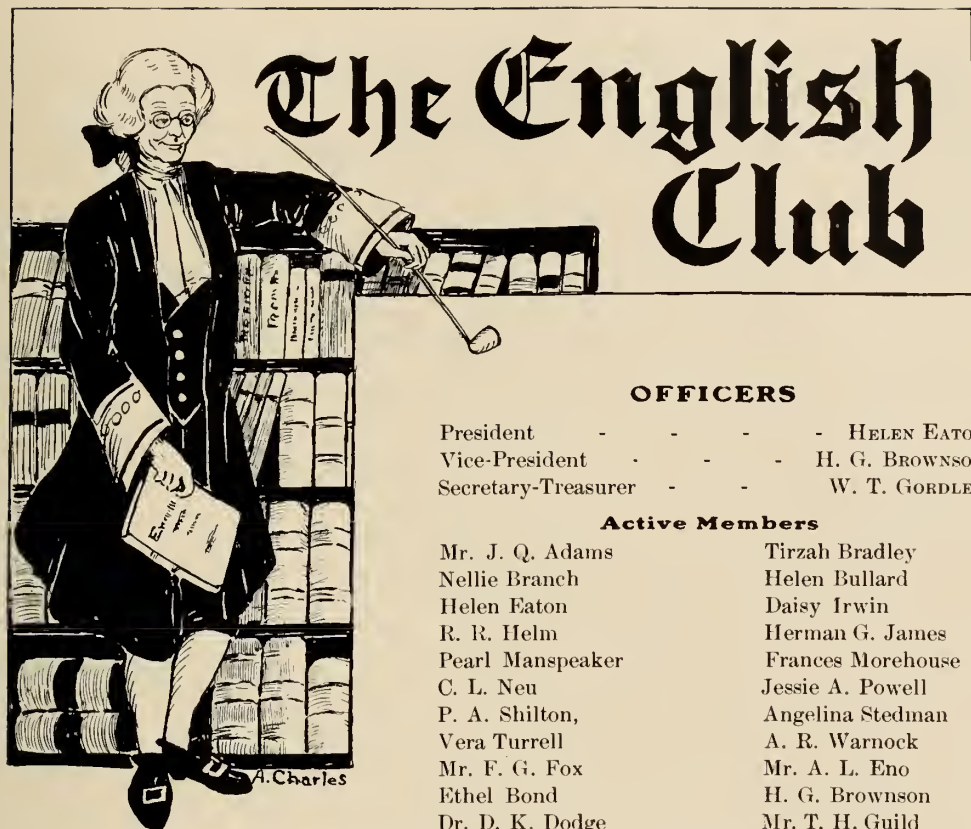 The English
Club
A. Charles
OFFICERS
President - - - - HELEN EATO
Vice-President - - - H. G. BROWNSO
Secretary-Treasurer - - W. T. GORDLE
Active Members
Mr. J. Q. Adams Tirzah Bradley
Nellie Branch Helen Bullard
Helen Eaton Daisy Irwin
R. R. Helm Herman G. James
Pearl Manspeaker Frances Morehouse
C. L. Neu Jessie A. Powell
P. A. Shilton, Angelina Stedman
Vera Turrell A. R. Warnock
Mr. F. G. Fox Mr. A. L. Eno
Ethel Bond H. G. Brownson
Dr. D. K. Dodge Mr. T. H. Guild